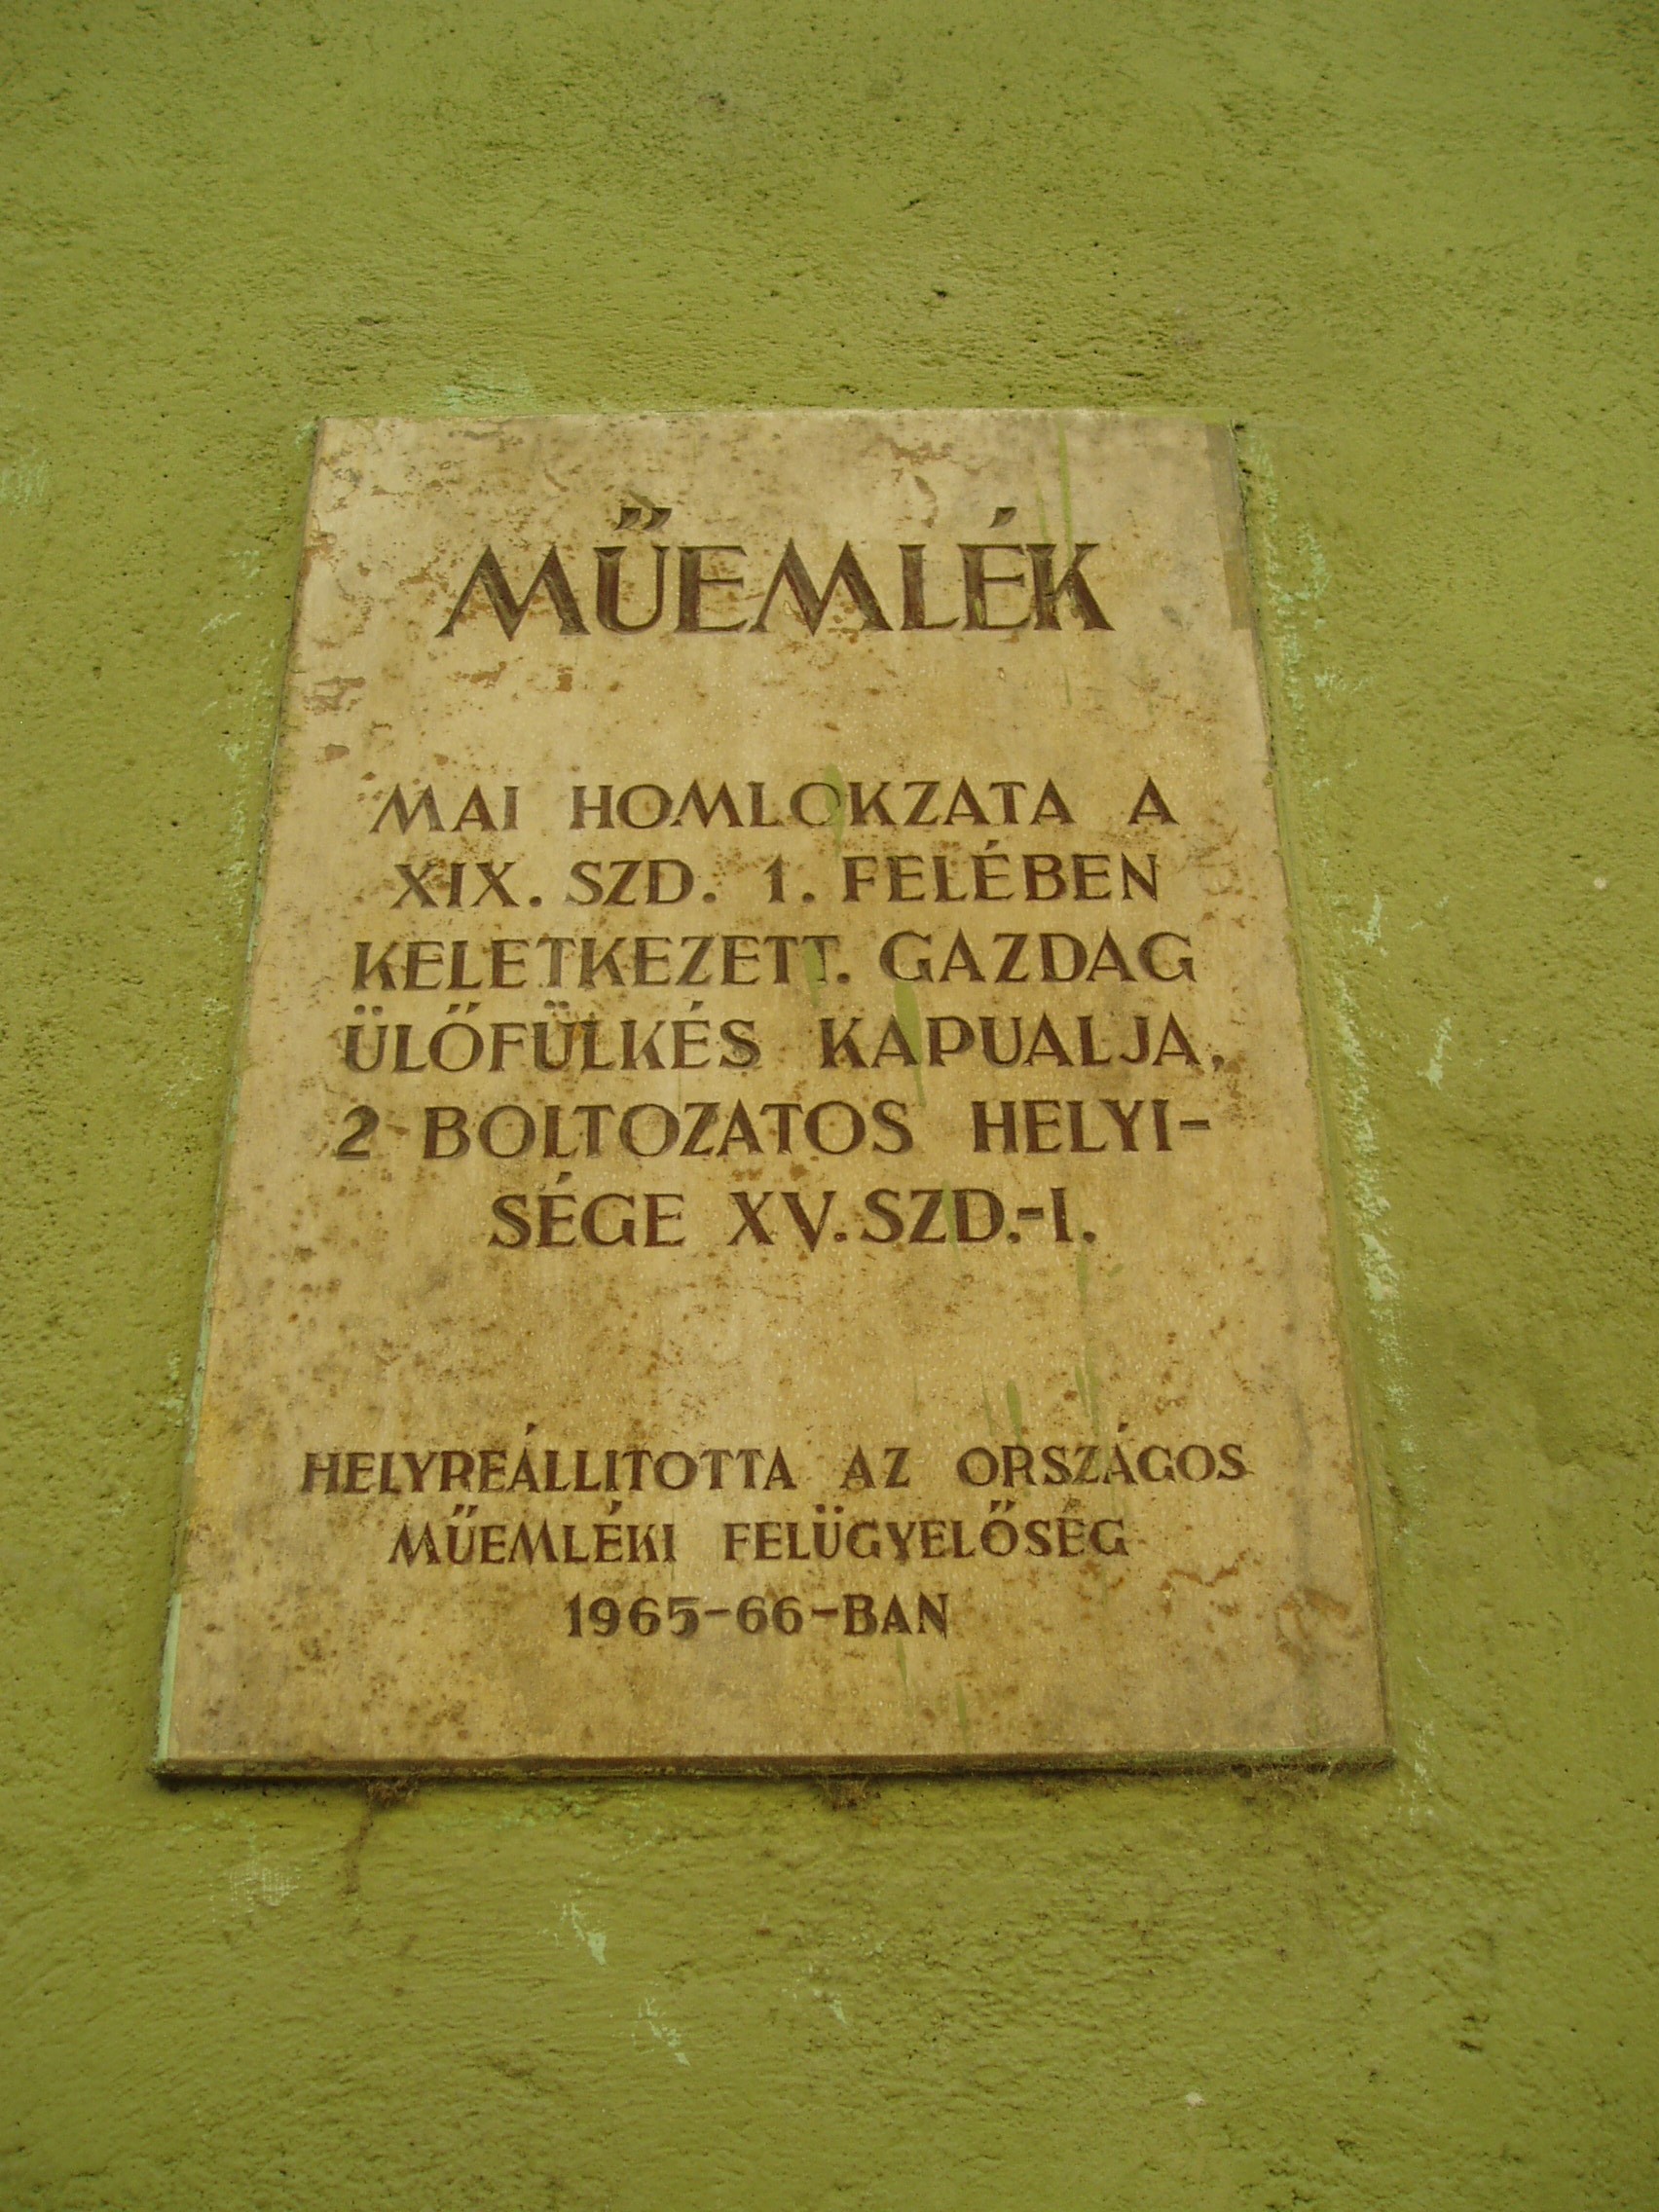 MŰEMLÉK
MAI HOMLOKZATA A
XIX. SZD. 1. FELÉBEN
KELETKEZETT. GAZDAG
ÜLŐFÜLKÉS KAPUALJA,
2 BOLTOZATOS HELYI-
SÉGE XV. SZD.-I.
HELYREÁLLITOTTA AZ ORSZÁGOS
MŰEMLÉKI FELÜGYELŐSÉG
1965-66-BAN